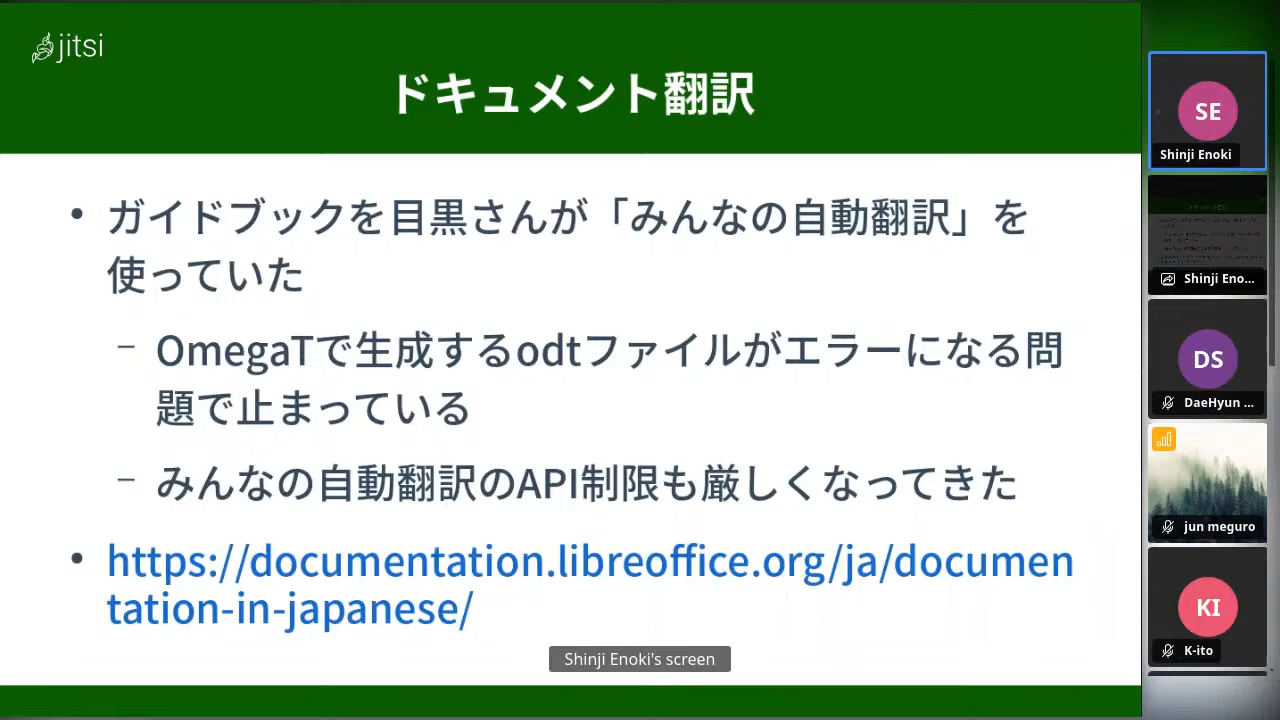 jitsi
ドキュメント翻訳
• ガイドブックを目黒さんが「みんなの自動翻訳」を
使っていた
– OmegaTで生成するodtファイルがエラーになる問
題で止まっている
– みんなの自動翻訳のAPI制限も厳しくなってきた
• https://documentation.libreoffice.org/ja/documen
tation-in-japanese/
Shinji Enoki's screen
SE
Shinji Enoki
Shinji Eno...
DS
DaeHyun ...
jun meguro
KI
K-ito